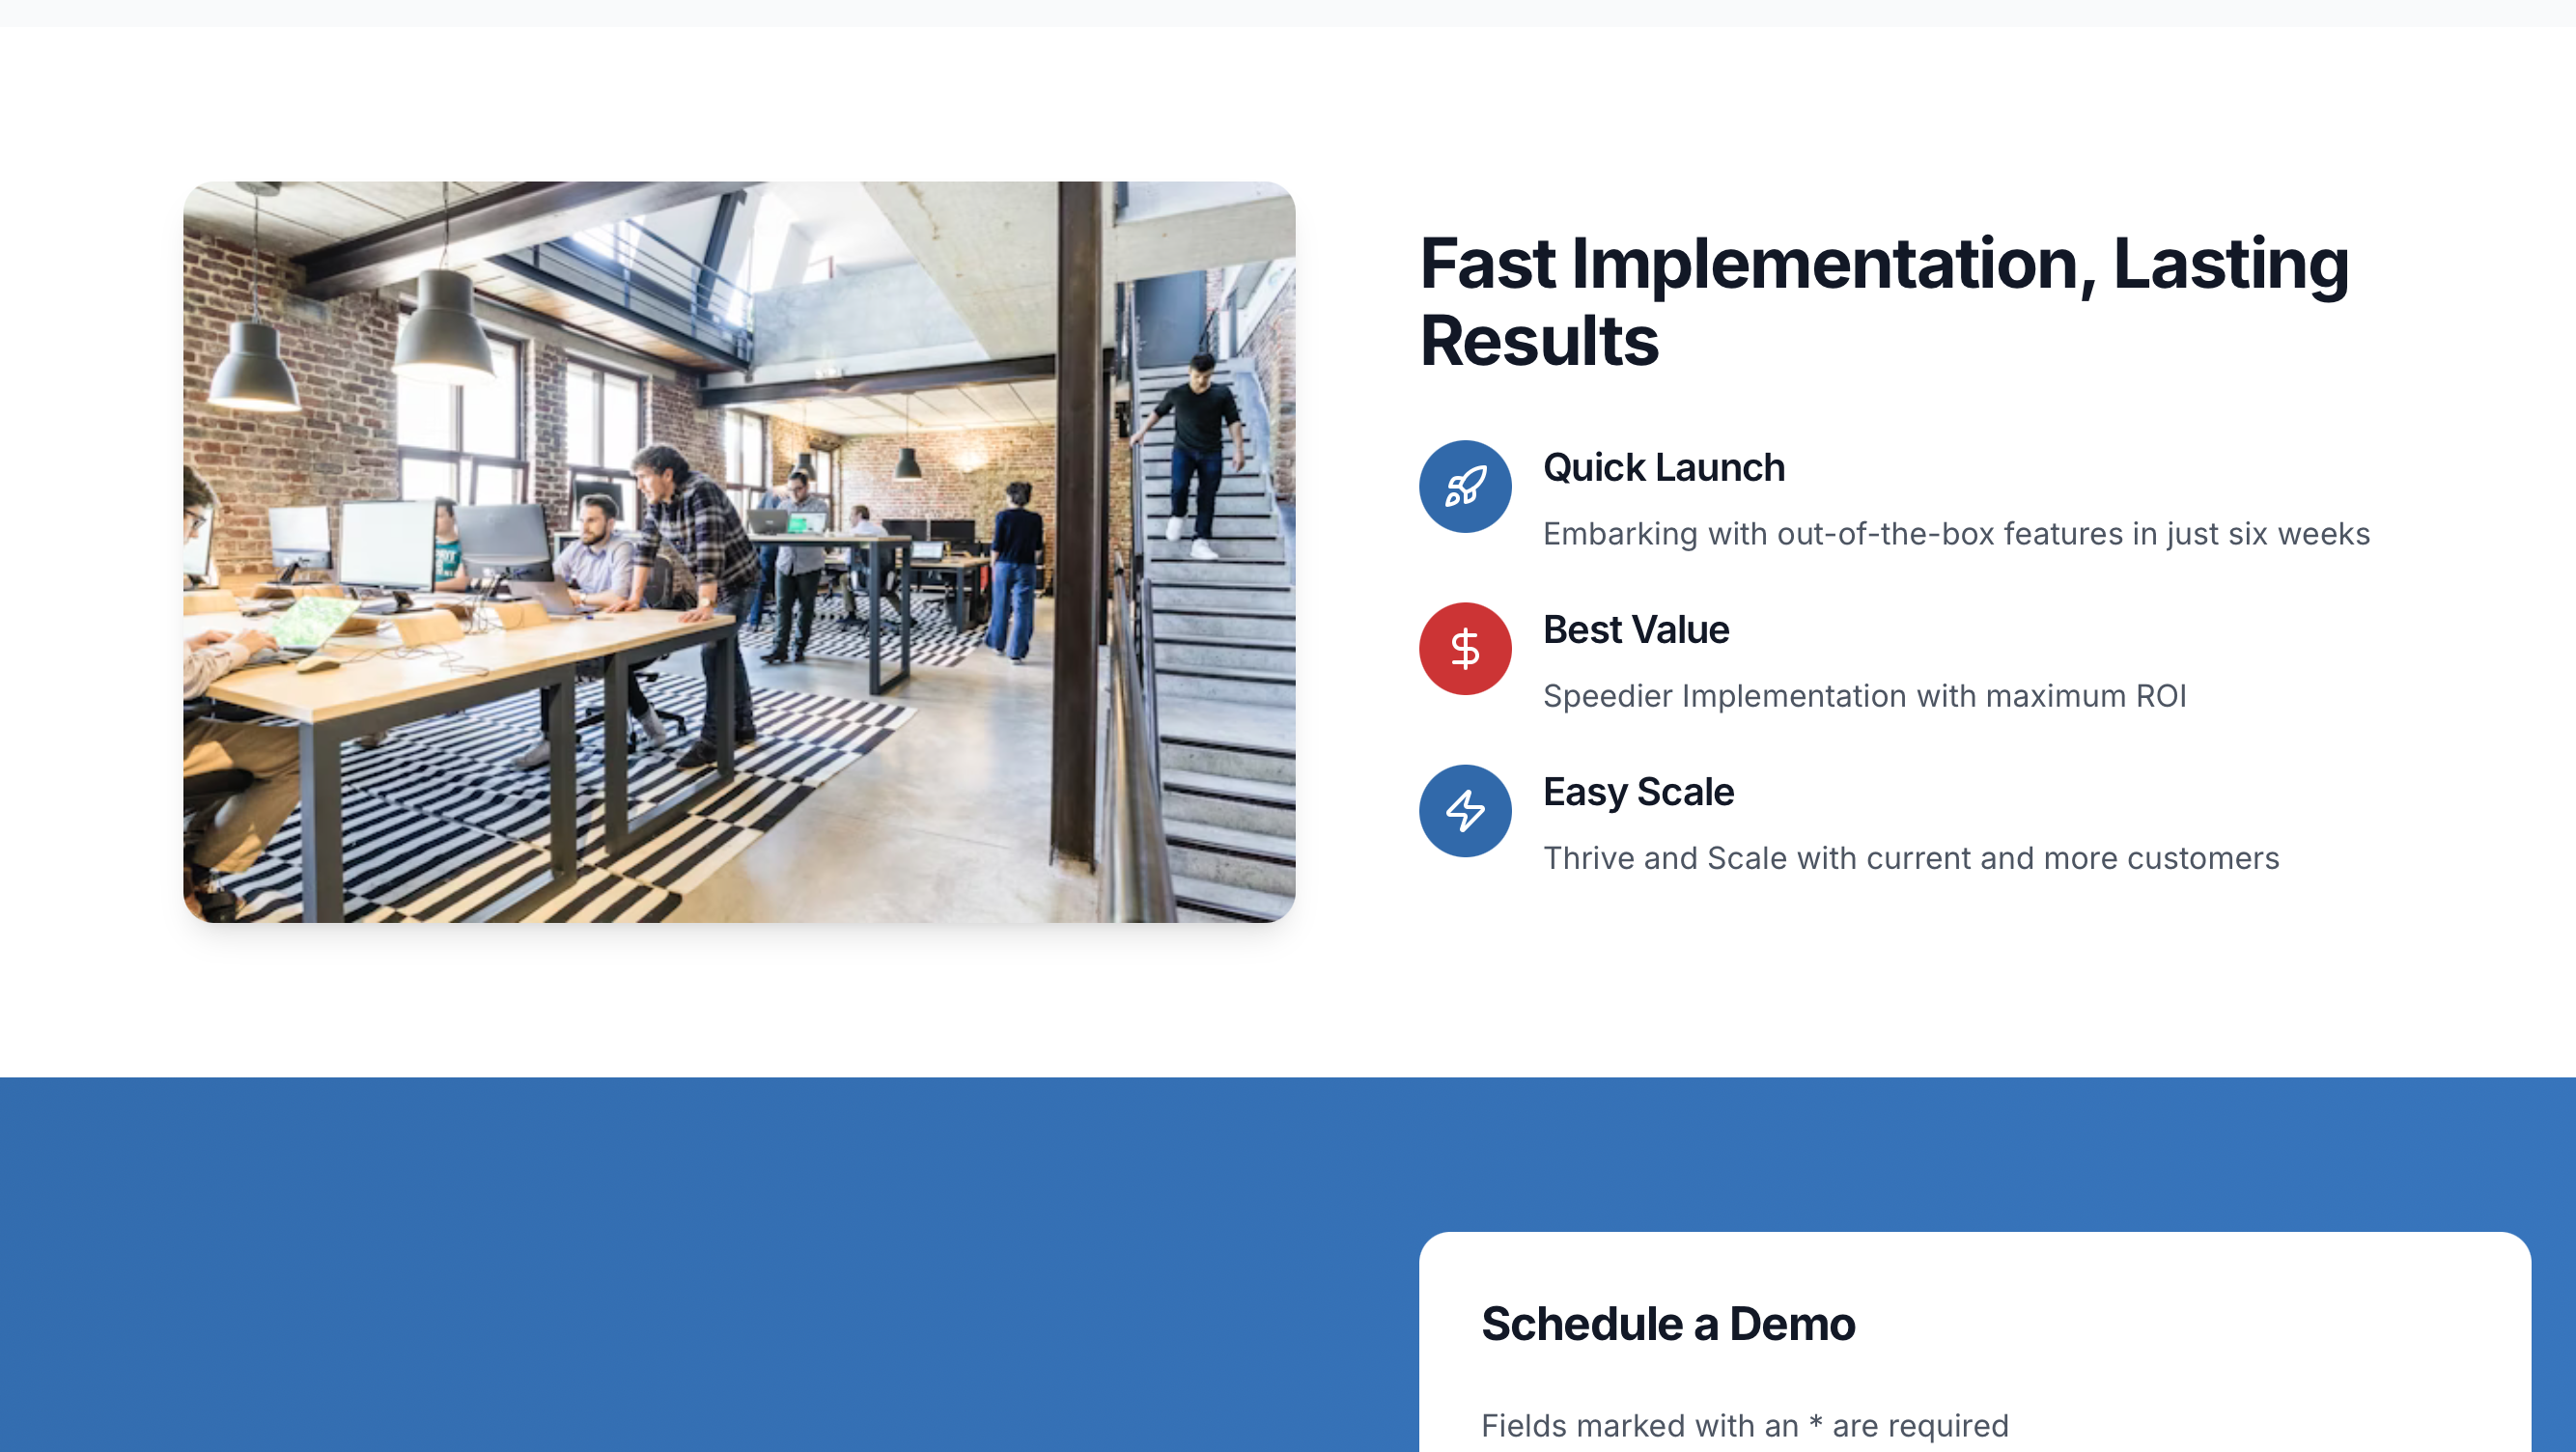 Fast Implementation, Lasting
Results
Quick Launch
Embarking with out-of-the-box features in just six weeks
Best Value
Speedier Implementation with maximum ROI
Easy Scale
Thrive and Scale with current and more customers
Schedule a Demo
Fields marked with an * are required